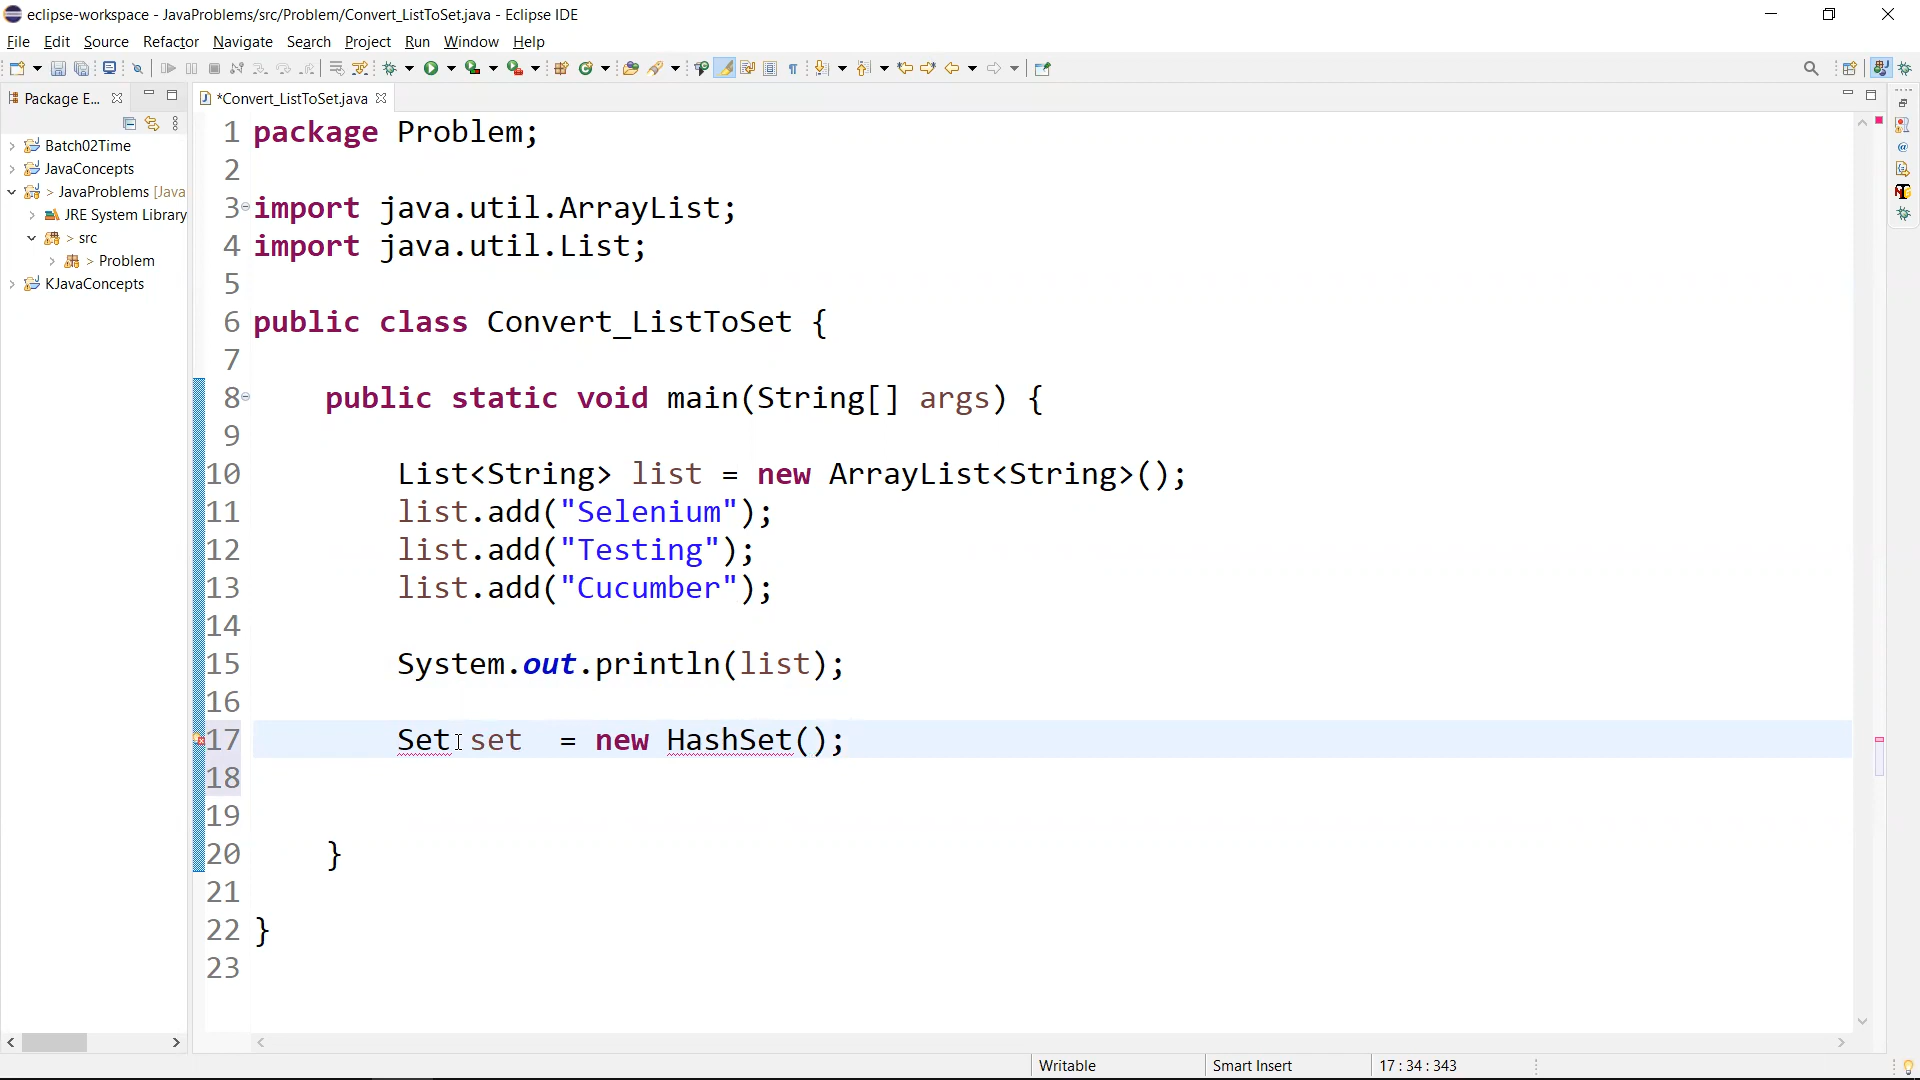 eclipse-workspace - JavaProblems/src/Problem/Convert_ListToSet.java - Eclipse IDE
File Edit Source Refactor Navigate Search Project Run Window Help
Package E...
*Convert_ListToSet.java
Batch02Time
JavaConcepts
> JavaProblems [Java
JRE System Library
> src
> Problem
KJavaConcepts
1 package Problem;
2
3 import java.util.ArrayList;
4 import java.util.List;
5
6 public class Convert_ListToSet {
7
8 public static void main(String[] args) {
9
10 List<String> list = new ArrayList<String>();
11 list.add("Selenium");
12 list.add("Testing");
13 list.add("Cucumber");
14
15 System.out.println(list);
16
17 Set set  = new HashSet();
18
19
20 }
21
22 }
23
Writable Smart Insert 17 : 34 : 343